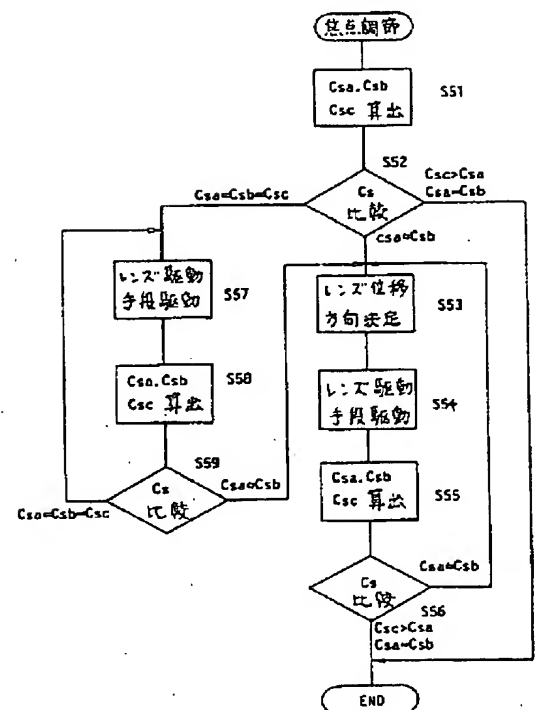 焦点調節
Csa.Csb
Csc 算出
S51
S52
Cs
比較
Csa=Csb=Csc
Csc>Csa
Csa=Csb
Csa≠Csb
レンズ駆動
手段駆動
S57
レンズ位移
方向決定
S53
Csa.Csb
Csc 算出
S58
レンズ駆動
手段駆動
S54
S59
Cs
比較
Csa≠Csb
Csa=Csb=Csc
Csa.Csb
Csc 算出
S55
Cs
比較
Csa≠Csb
S56
Csc>Csa
Csa=Csb
END